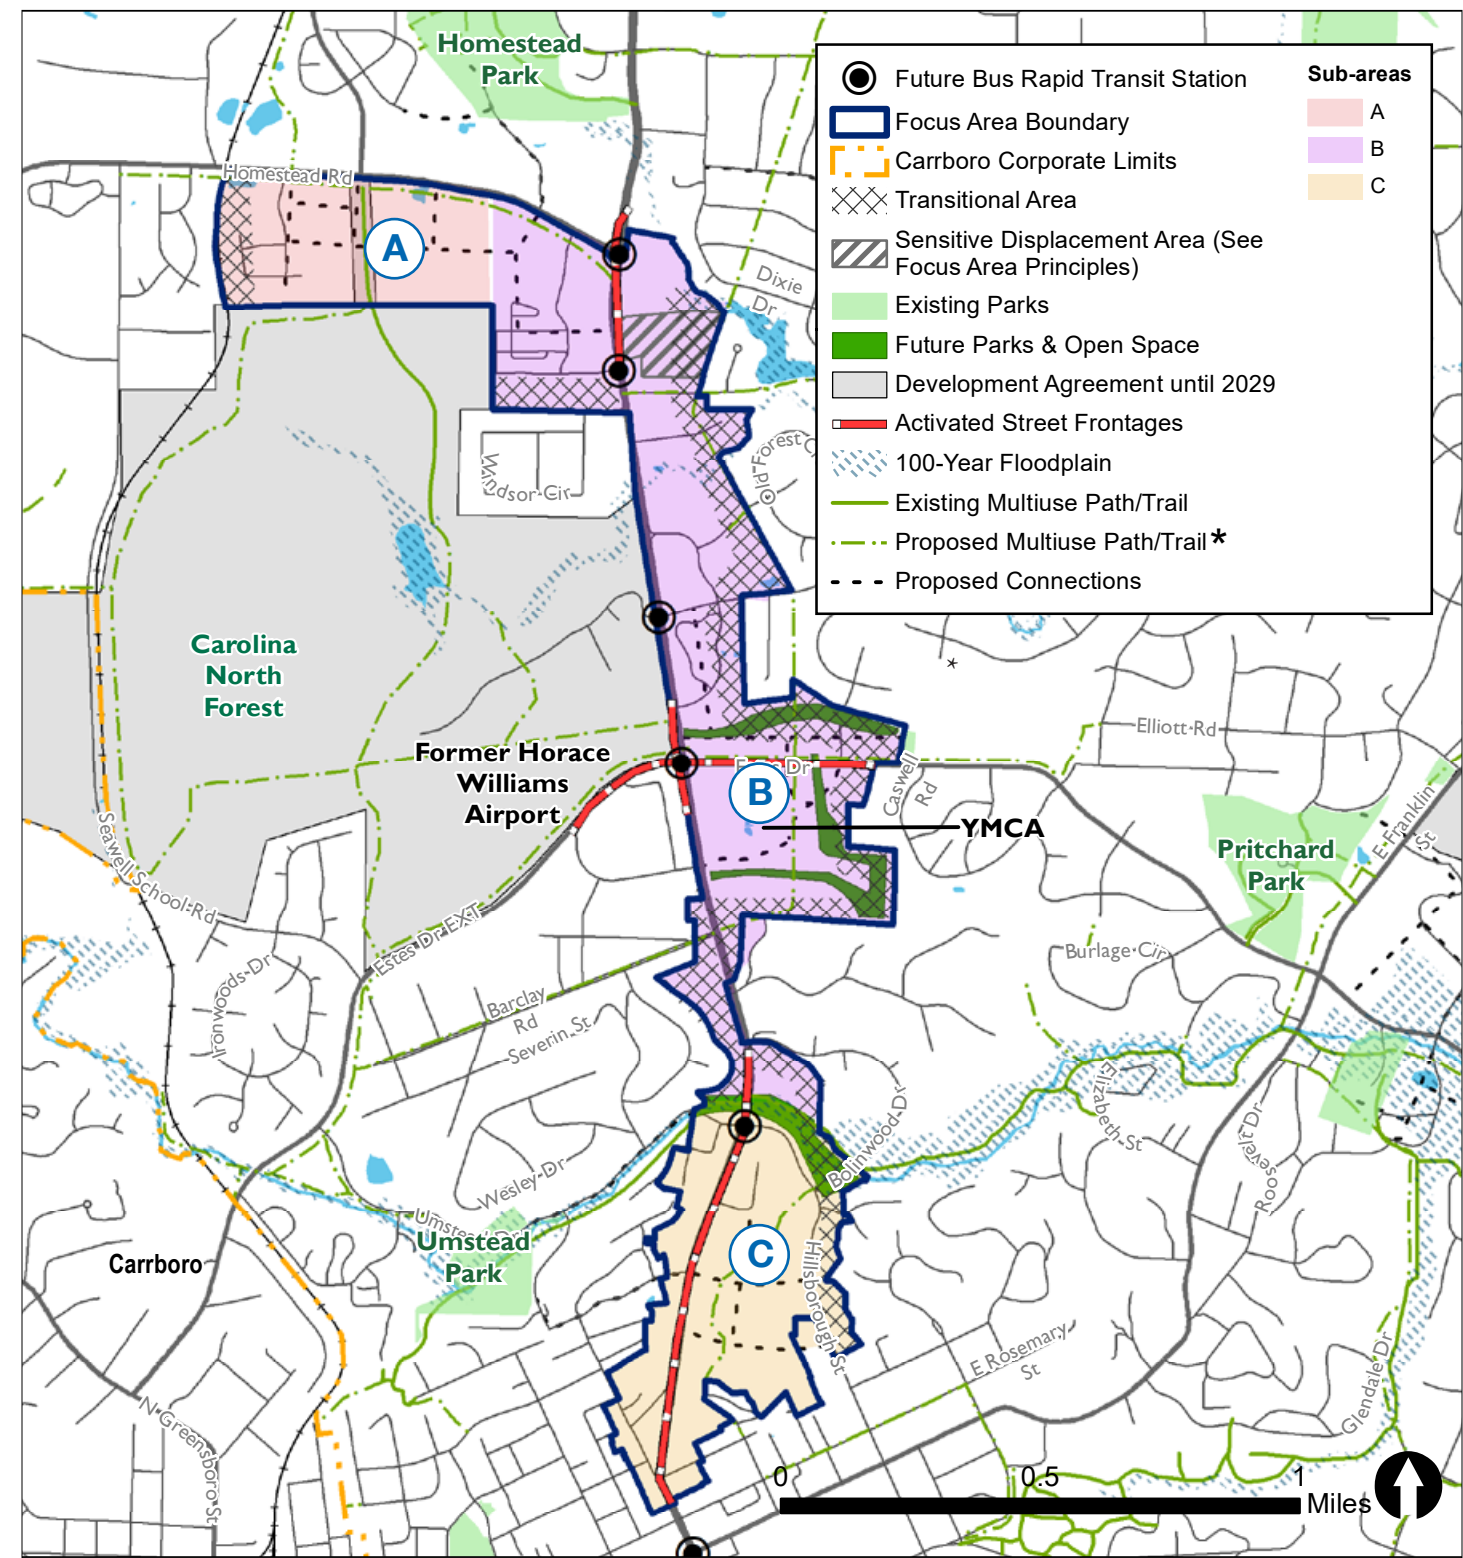 Homestead
Park
Future Bus Rapid Transit Station
Focus Area Boundary
Carrboro Corporate Limits
Transitional Area
Sensitive Displacement Area (See
Focus Area Principles)
Existing Parks
Future Parks & Open Space
Development Agreement until 2029
Activated Street Frontages
100-Year Floodplain
Existing Multiuse Path/Trail
Proposed Multiuse Path/Trail*
Proposed Connections
Sub-areas
A
B
C
Homestead Rd
A
Dixie
Dr
Windsor Cir
Old Forest
Carolina
North
Forest
*
Elliott Rd
Former Horace
Williams
Airport
Estes Dr
B
Caswell
Rd
YMCA
E Franklin
St
Pritchard
Park
Seawell School Rd
Estes Dr EXT
Burlage Cir
Ironwoods Dr
Barclay
Rd
Severin St
Elizabeth St
Roosevelt Dr
Bolinwood Dr
Wesley Dr
Umstead Dr
Umstead
Park
Carrboro
C
Hillsborough St
E Rosemary
St
Glendale Dr
N Greensboro St
0
0.5
1
Miles